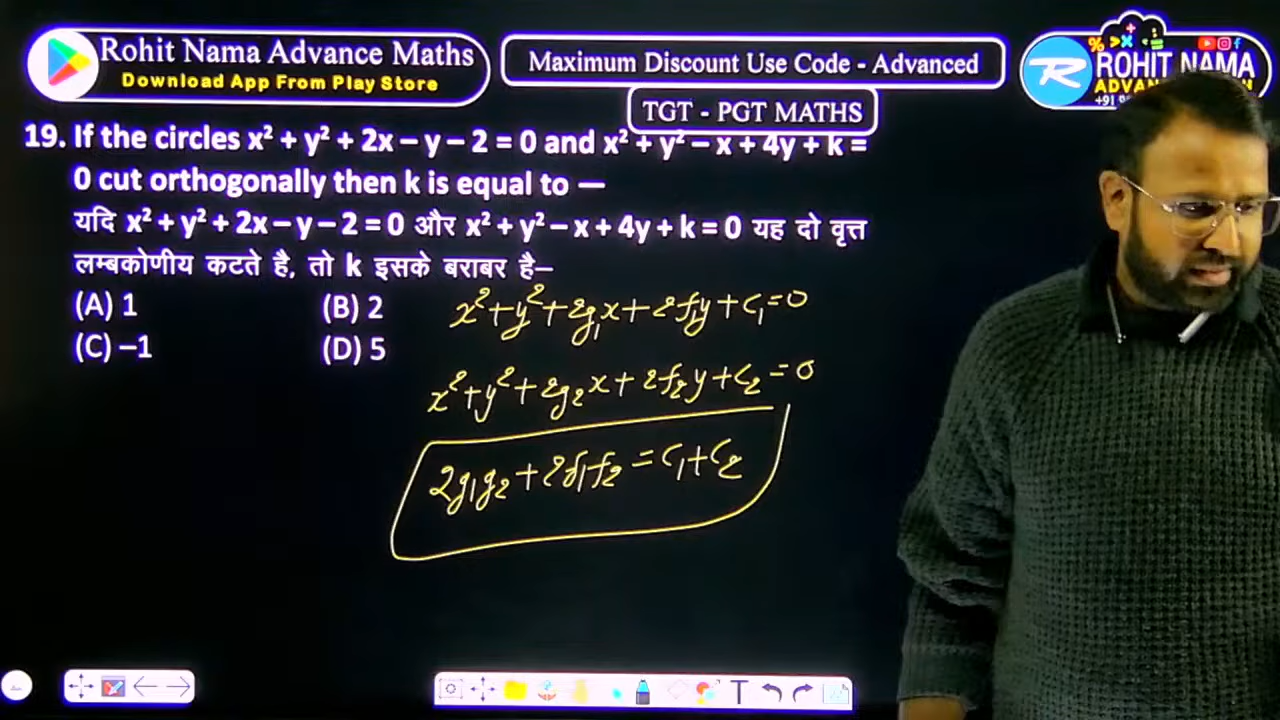 Rohit Nama Advance Maths
Download App From Play Store
Maximum Discount Use Code - Advanced
TGT - PGT MATHS
ROHIT NAMA
+91
19. If the circles x² + y² + 2x – y – 2 = 0 and x² + y² – x + 4y + k =
0 cut orthogonally then k is equal to —
यदि x² + y² + 2x – y – 2 = 0 और x² + y² – x + 4y + k = 0 यह दो वृत्त
लम्बकोणीय कटते है, तो k इसके बराबर है–
(A) 1 (B) 2
(C) –1 (D) 5
x² + y² + 2g₁x + 2f₁y + c₁ = 0
x² + y² + 2g₂x + 2f₂y + c₂ = 0
2g₁g₂ + 2f₁f₂ = c₁ + c₂
T